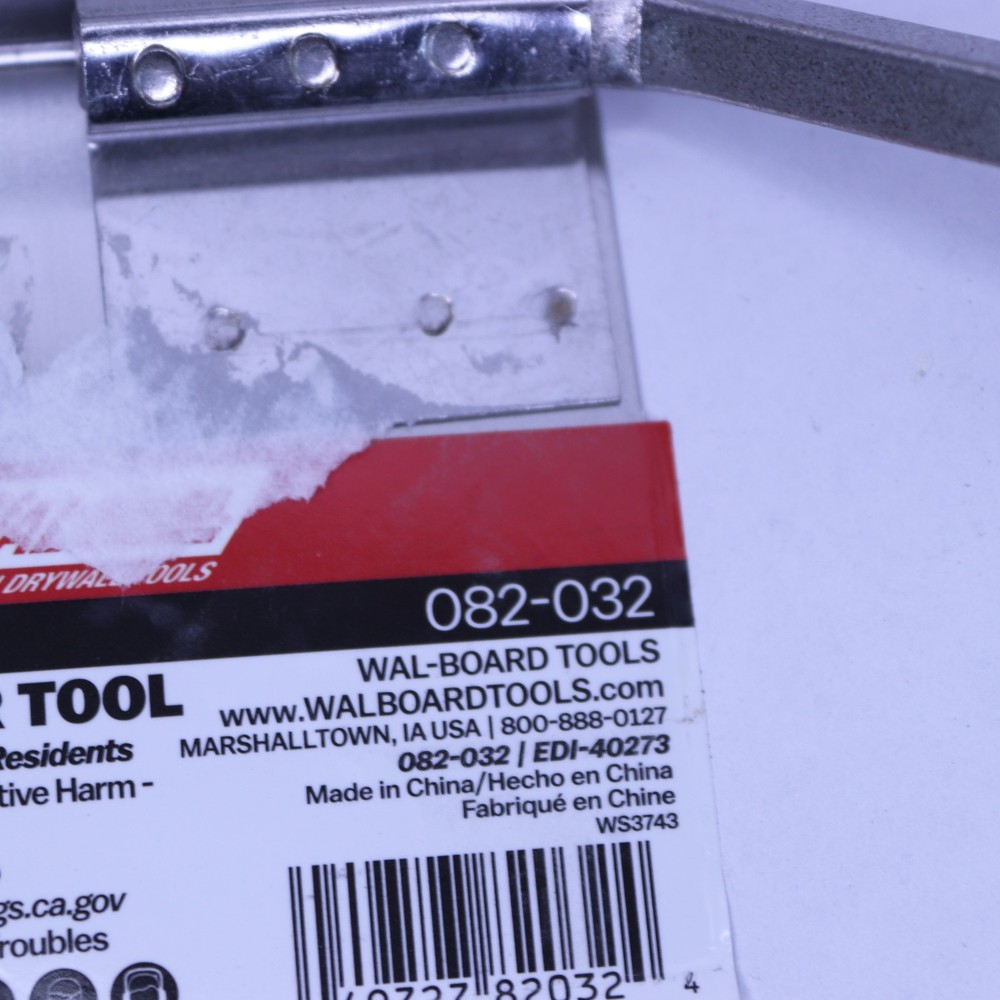 DRYWALL TOOLS
082-032
WAL-BOARD TOOLS
www.WALBOARDTOOLS.com
MARSHALLTOWN, IA USA | 800-888-0127
082-032 / EDI-40273
Made in China/Hecho en China
Fabriqué en Chine
WS3743
R TOOL
Residents
tive Harm -
gs.ca.gov
roubles
40727 82032 4